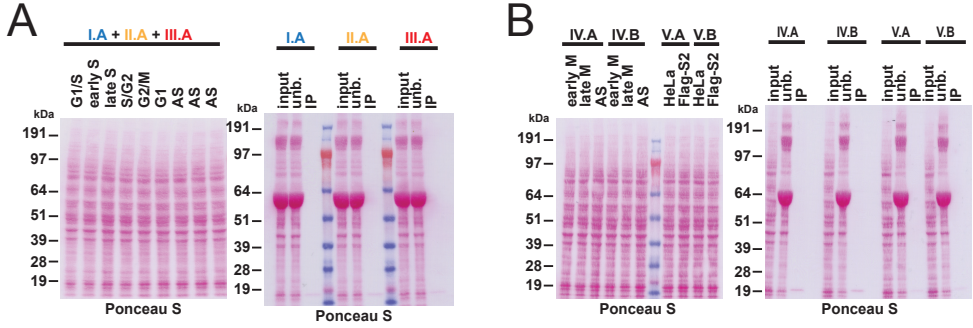 A
I.A + II.A + III.A
G1/S
early S
late S
S/G2
G2/M
G1
AS
AS
AS
kDa
191
97
64
51
39
28
19
Ponceau S
I.A
II.A
III.A
input
unb.
IP
input
unb.
IP
input
unb.
IP
kDa
191
97
64
51
39
28
19
Ponceau S
B
IV.A
IV.B
V.A
V.B
early M
late M
AS
early M
late M
AS
HeLa
Flag-S2
HeLa
Flag-S2
kDa
191
97
64
51
39
28
19
Ponceau S
IV.A
IV.B
V.A
V.B
input
unb.
IP
input
unb.
IP
input
unb.
IP
input
unb.
IP
kDa
191
97
64
51
39
28
19
Ponceau S